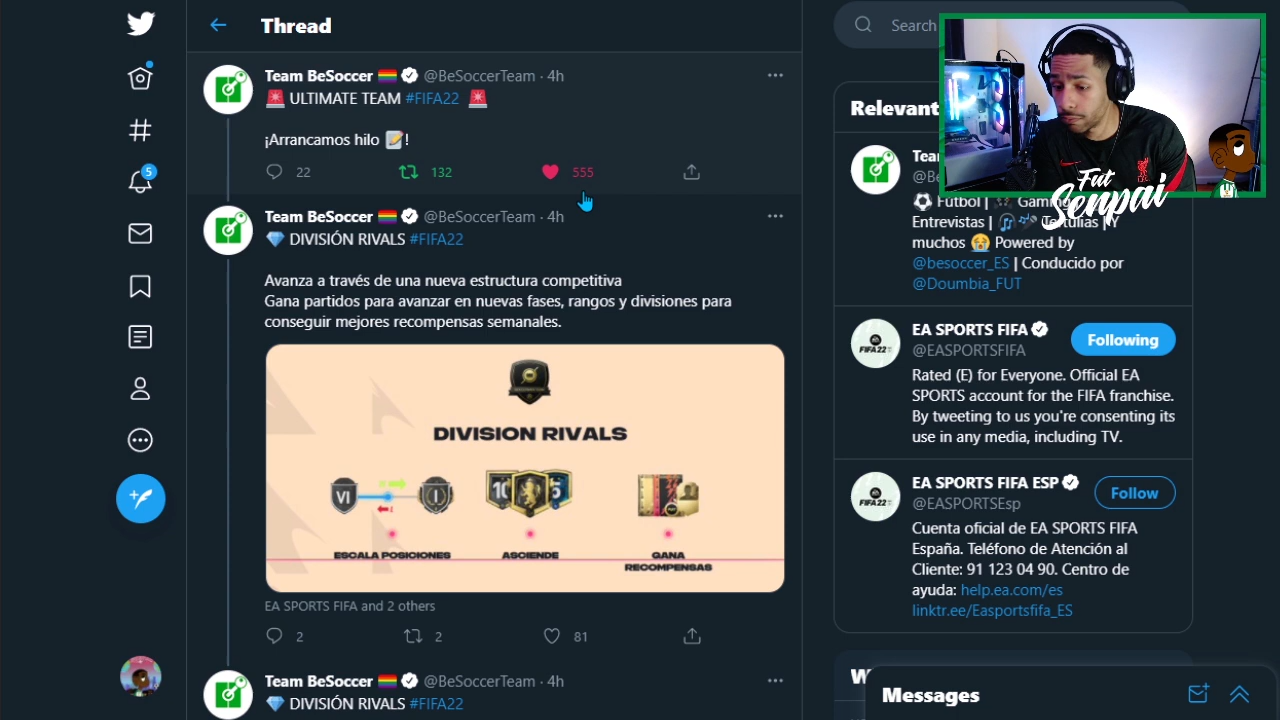 Thread
Search
Team BeSoccer @BeSoccerTeam · 4h
ULTIMATE TEAM #FIFA22
¡Arrancamos hilo !
22 132 555
Team BeSoccer @BeSoccerTeam · 4h
DIVISIÓN RIVALS #FIFA22
Avanza a través de una nueva estructura competitiva
Gana partidos para avanzar en nuevas fases, rangos y divisiones para
conseguir mejores recompensas semanales.
DIVISION RIVALS
VI I 10 5
ESCALA POSICIONES ASCIENDE GANA
RECOMPENSAS
EA SPORTS FIFA and 2 others
2 2 81
Team BeSoccer @BeSoccerTeam · 4h
DIVISIÓN RIVALS #FIFA22
5
Relevant
Fútbol | Gaming
Entrevistas | Tertulias | Y
muchos Powered by
@besoccer_ES | Conducido por
@Doumbia_FUT
EA SPORTS FIFA
Following
@EASPORTSFIFA
Rated (E) for Everyone. Official EA
SPORTS account for the FIFA franchise.
By tweeting to us you're consenting its
use in any media, including TV.
FIFA22
EA SPORTS FIFA ESP
Follow
@EASPORTSEsp
Cuenta oficial de EA SPORTS FIFA
España. Teléfono de Atención al
Cliente: 91 123 04 90. Centro de
ayuda: help.ea.com/es
linktr.ee/Easportsfifa_ES
FIFA22
Messages
Fut
Senpai